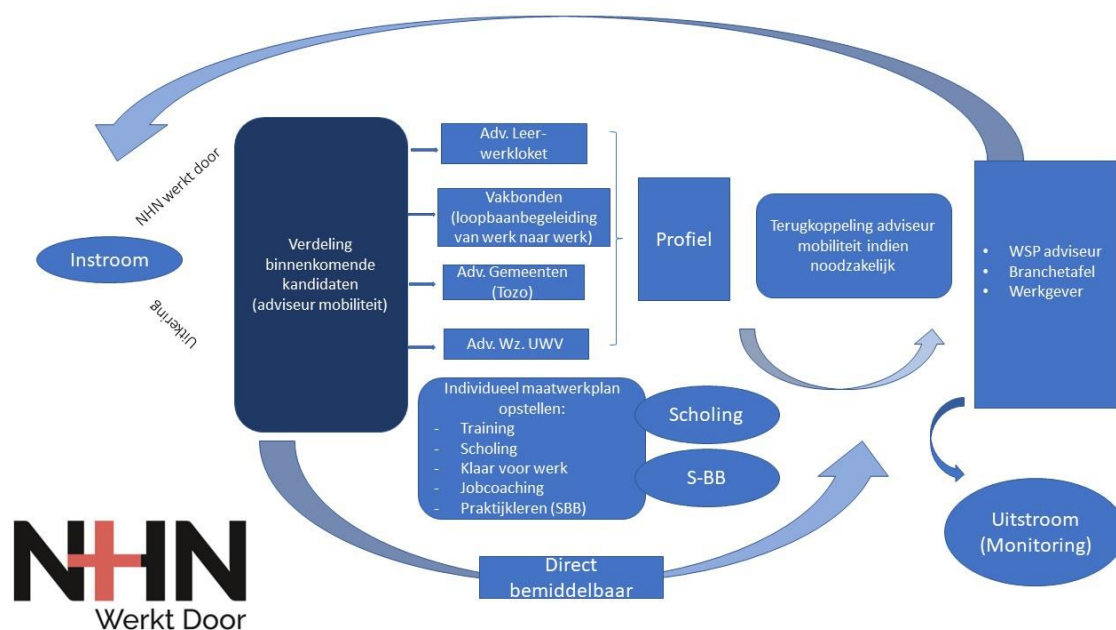 NHN werkt door
Instroom
Uitkering
Verdeling
binnenkomende
kandidaten
(adviseur mobiliteit)
Adv. Leer-
werkloket
Vakbonden
(loopbaanbegeleiding
van werk naar werk)
Adv. Gemeenten
(Tozo)
Adv. Wz. UWV
Profiel
Terugkoppeling adviseur
mobiliteit indien
noodzakelijk
• WSP adviseur
• Branchetafel
• Werkgever
Individueel maatwerkplan
opstellen:
- Training
- Scholing
- Klaar voor werk
- Jobcoaching
- Praktijkleren (SBB)
Scholing
S-BB
Direct
bemiddelbaar
Uitstroom
(Monitoring)
NHN
Werkt Door